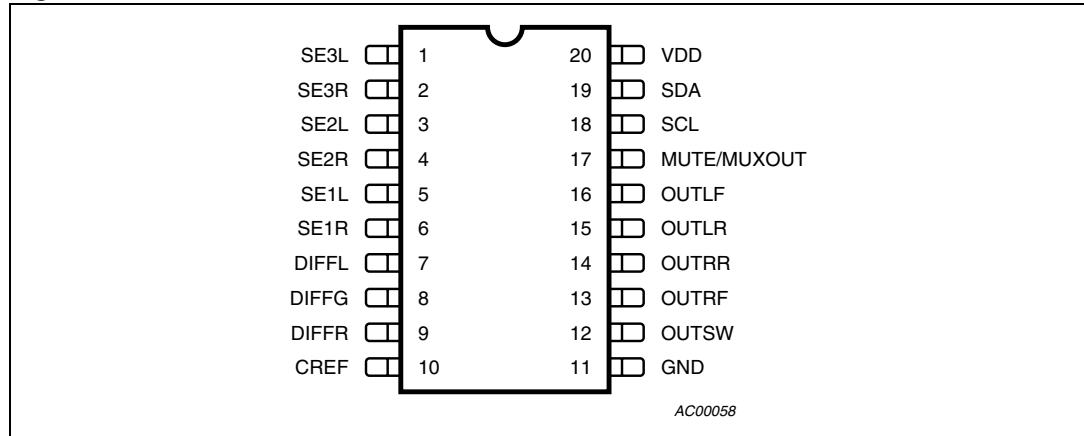 SE3L 1 20 VDD
SE3R 2 19 SDA
SE2L 3 18 SCL
SE2R 4 17 MUTE/MUXOUT
SE1L 5 16 OUTLF
SE1R 6 15 OUTLR
DIFFL 7 14 OUTRR
DIFFG 8 13 OUTRF
DIFFR 9 12 OUTSW
CREF 10 11 GND
AC00058